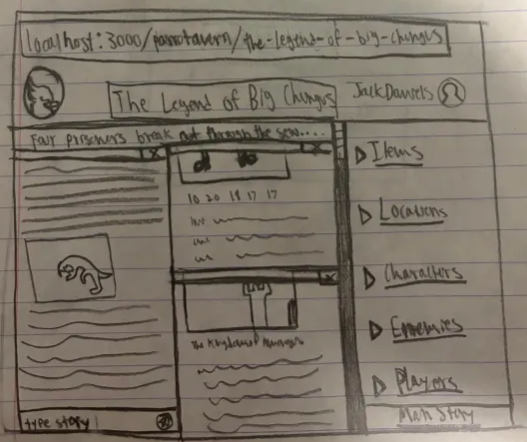 localhost:3000/parrotavern/the-legend-of-big-chungus
The Legend of Big Chungus
Jack Daniels
Four prisoners break out through the sew....
X
X
10 20 18 17 17
X
The Kingdom of
type story
Items
Locations
Characters
Enemies
Players
Main Story